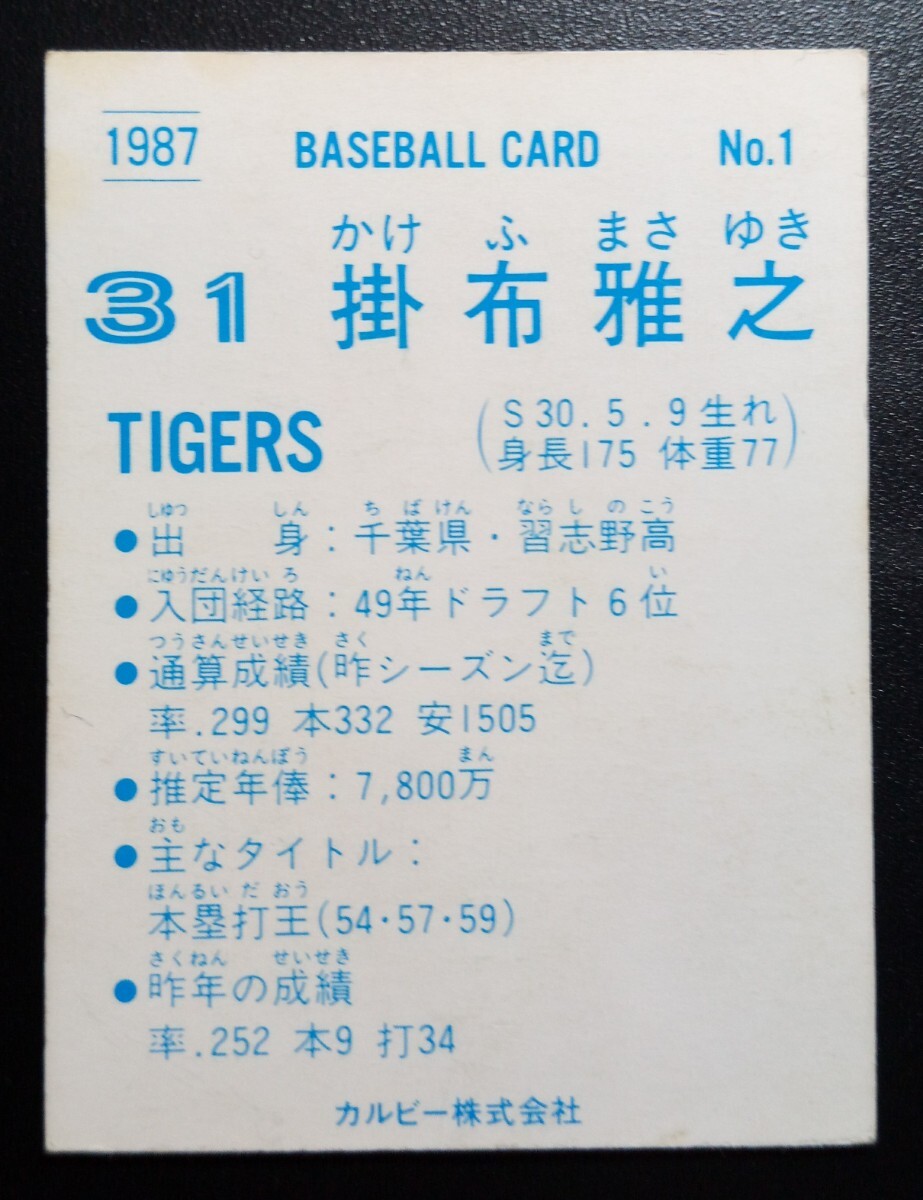 1987 BASEBALL CARD No.1
かけ ふ まさ ゆき
31 掛布雅之
TIGERS
(S30.5.9生れ
身長175 体重77)
しゆつ しん ち ば けん なら し の こう
●出 身:千葉県・習志野高
にゆうだんけい ろ ねん い
●入団経路:49年ドラフト6位
つうさんせいせき さく まで
●通算成績(昨シーズン迄)
率.299 本332 安1505
すいていねんぽう まん
●推定年俸:7,800万
おも
●主なタイトル:
ほんるい だ おう
本塁打王(54・57・59)
さくねん せいせき
●昨年の成績
率.252 本9 打34
カルビー株式会社